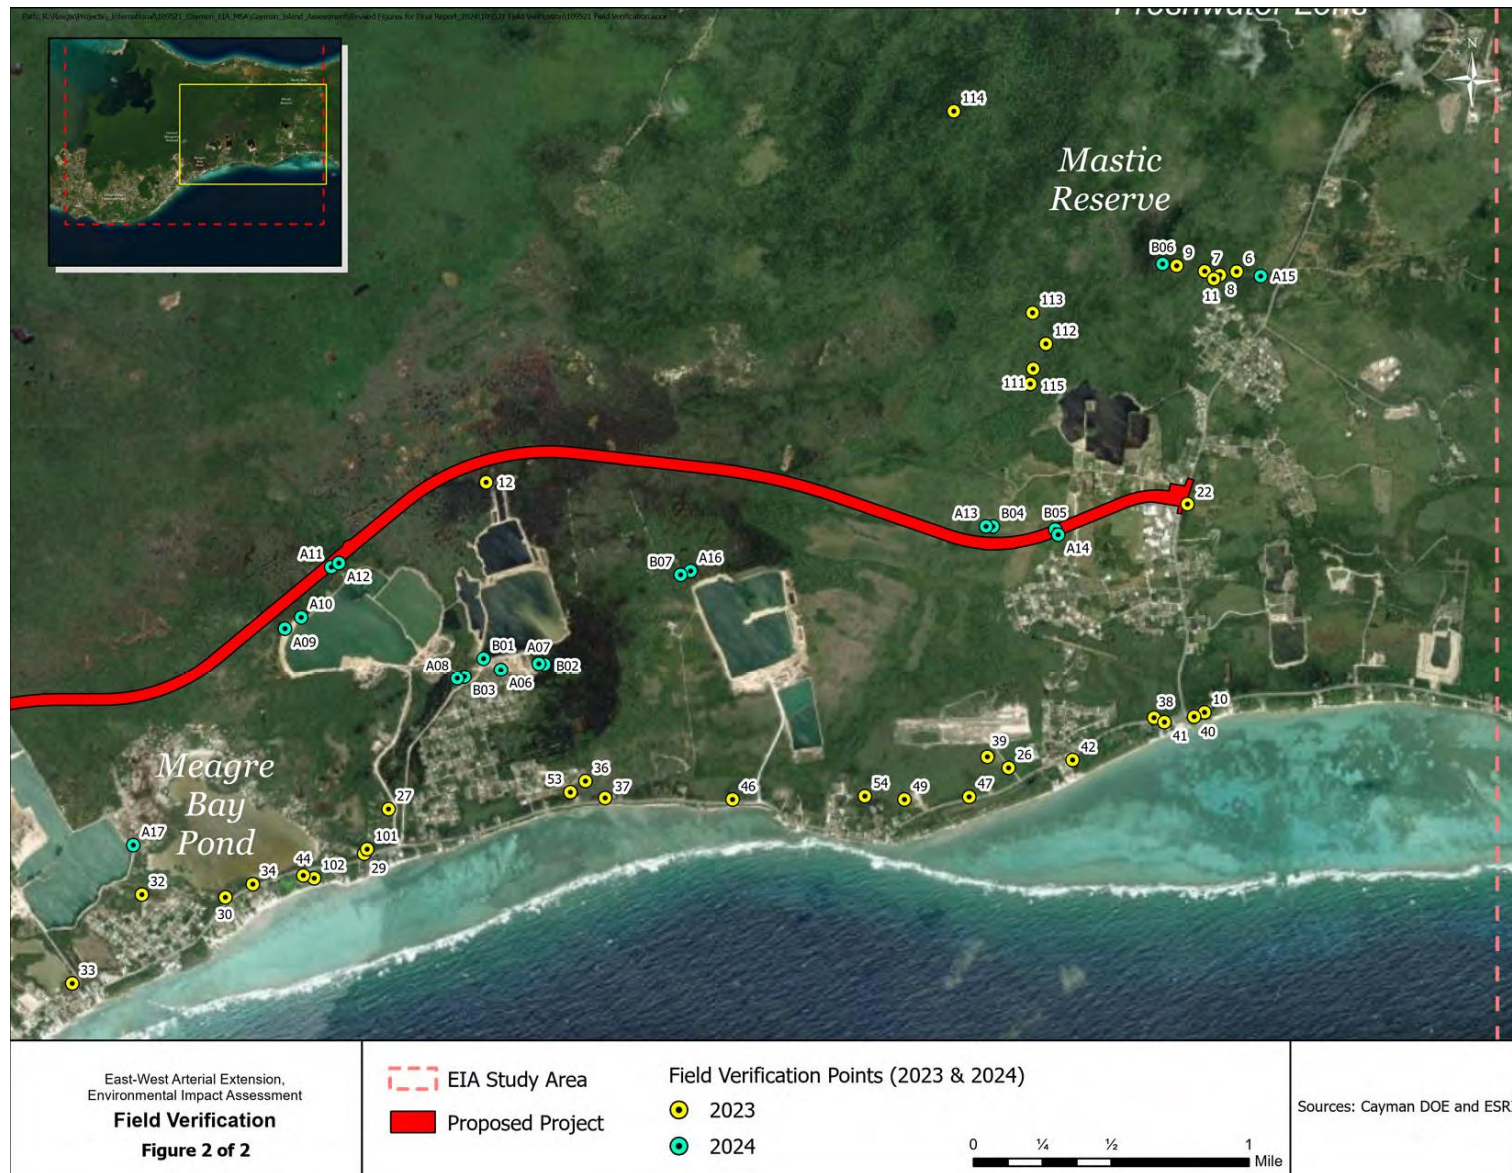 Freshwater Lens
N
114
Mastic
Reserve
B06
9
7
6
A15
8
11
113
112
111
115
12
22
A13
B04
B05
A14
A11
A12
B07
A16
A10
A09
B01
A07
B02
A08
A06
B03
38
10
41
40
39
26
42
Meagre
Bay
Pond
53
36
37
46
54
49
47
27
A17
101
29
44
102
34
32
30
33
East-West Arterial Extension,
Environmental Impact Assessment
Field Verification
Figure 2 of 2
EIA Study Area
Proposed Project
Field Verification Points (2023 & 2024)
2023
2024
0 ¼ ½ 1
Mile
Sources: Cayman DOE and ESR